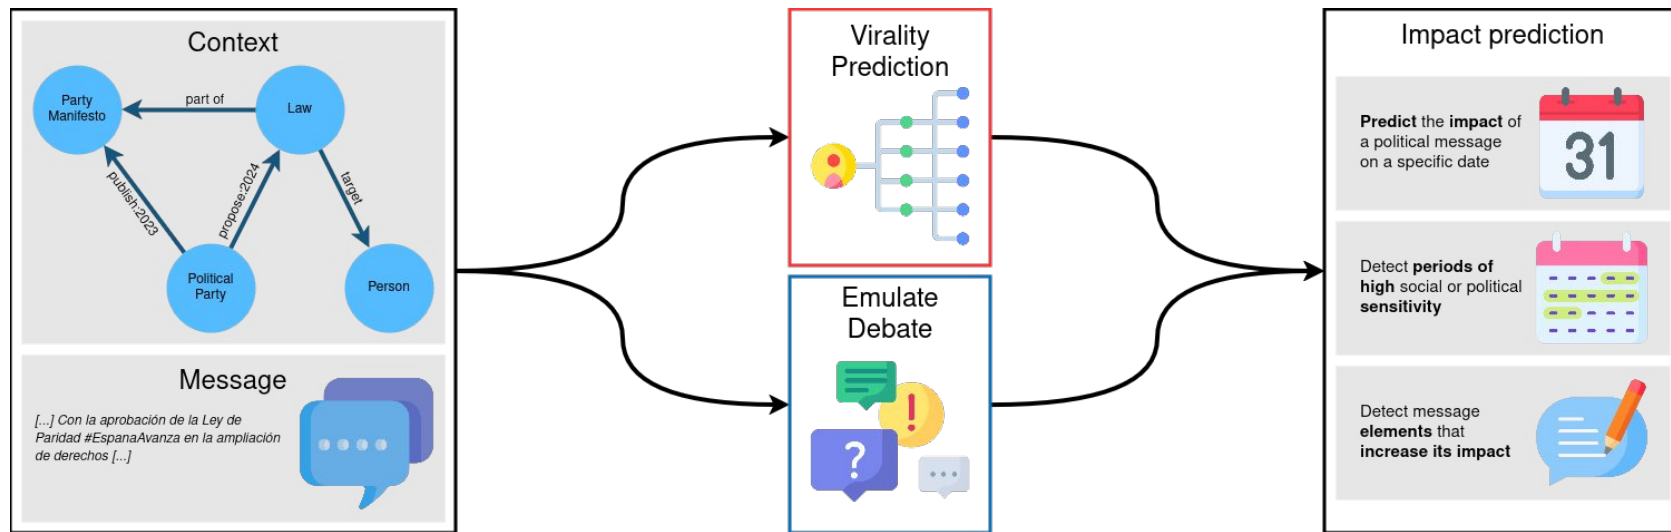 Context
Party
Manifesto
part of
Law
publish:2023
propose:2024
target
Political
Party
Person
Message
[...] Con la aprobación de la Ley de
Paridad #EspanaAvanza en la ampliación
de derechos [...]
Virality
Prediction
Emulate
Debate
!
?
Impact prediction
Predict the impact of
a political message
on a specific date
31
Detect periods of
high social or political
sensitivity
Detect message
elements that
increase its impact